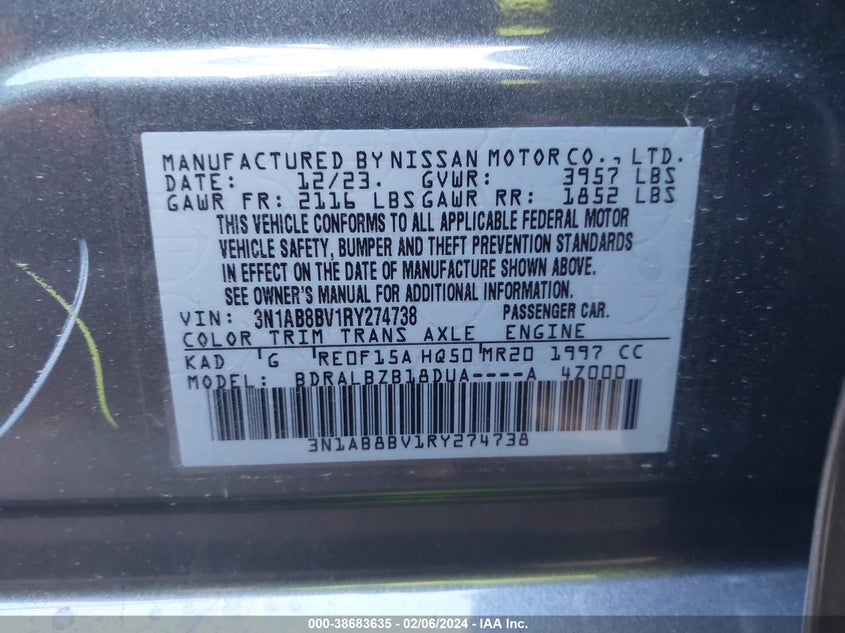 MANUFACTURED BY NISSAN MOTOR CO., LTD.
DATE: 12/23. GVWR: 3957 LBS
GAWR FR: 2116 LBS GAWR RR: 1852 LBS
THIS VEHICLE CONFORMS TO ALL APPLICABLE FEDERAL MOTOR
VEHICLE SAFETY, BUMPER AND THEFT PREVENTION STANDARDS
IN EFFECT ON THE DATE OF MANUFACTURE SHOWN ABOVE.
SEE OWNER'S MANUAL FOR ADDITIONAL INFORMATION.
VIN: 3N1AB8BV1RY274738 PASSENGER CAR.
COLOR TRIM TRANS AXLE ENGINE
KAD G RE0F15A HQ50 MR20 1997 CC
MODEL: BDRALBZB18DUA----A 4Z000
3N1AB8BV1RY274738
000-38683635 - 02/06/2024 - IAA Inc.